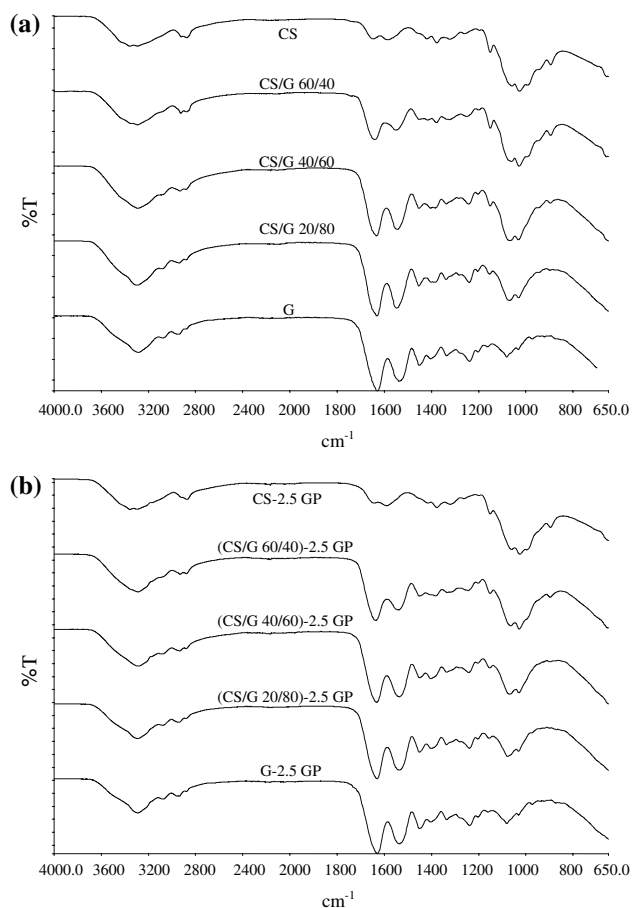 (a)
CS
CS/G 60/40
CS/G 40/60
CS/G 20/80
G
%T
4000.0 3600 3200 2800 2400 2000 1800 1600 1400 1200 1000 800 650.0
cm-1
(b)
CS-2.5 GP
(CS/G 60/40)-2.5 GP
(CS/G 40/60)-2.5 GP
(CS/G 20/80)-2.5 GP
G-2.5 GP
%T
4000.0 3600 3200 2800 2400 2000 1800 1600 1400 1200 1000 800 650.0
cm-1